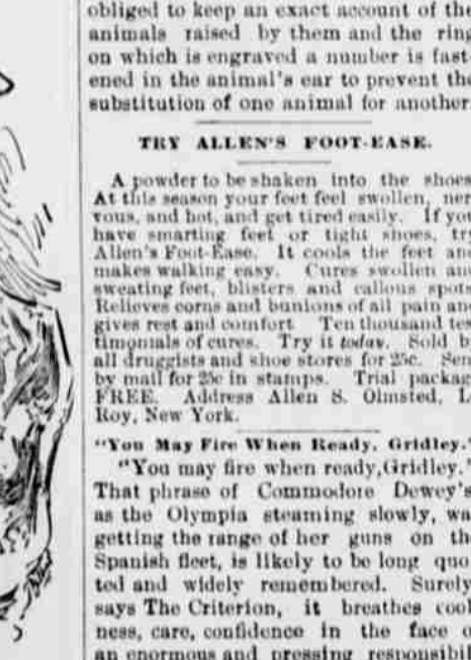 obliged to keep an exact account of the
animals raised by them and the ring
on which is engraved a number is fast-
ened in the animal's ear to prevent the
substitution of one animal for another.
TRY ALLEN'S FOOT-EASE.
A powder to be shaken into the shoes.
At this season your feet feel swollen, ner-
vous, and hot, and get tired easily. If you
have smarting feet or tight shoes, try
Allen's Foot-Ease. It cools the feet and
makes walking easy. Cures swollen and
sweating feet, blisters and callous spots.
Relieves corns and bunions of all pain and
gives rest and comfort Ten thousand tes-
timonials of cures. Try it today. Sold by
all druggists and shoe stores for 25c. Sent
by mail for 25c in stamps. Trial package
FREE. Address Allen S. Olmsted, Le
Roy, New York.
"You May Fire When Ready, Gridley."
"You may fire when ready,Gridley."
That phrase of Commodore Dewey's
as the Olympia steaming slowly, was
getting the range of her guns on the
Spanish fleet, is likely to be long quo
ted and widely remembered. Surely
says The Criterion, it breathes cool-
ness, care, confidence in the face of
an enormous and pressing responsibil